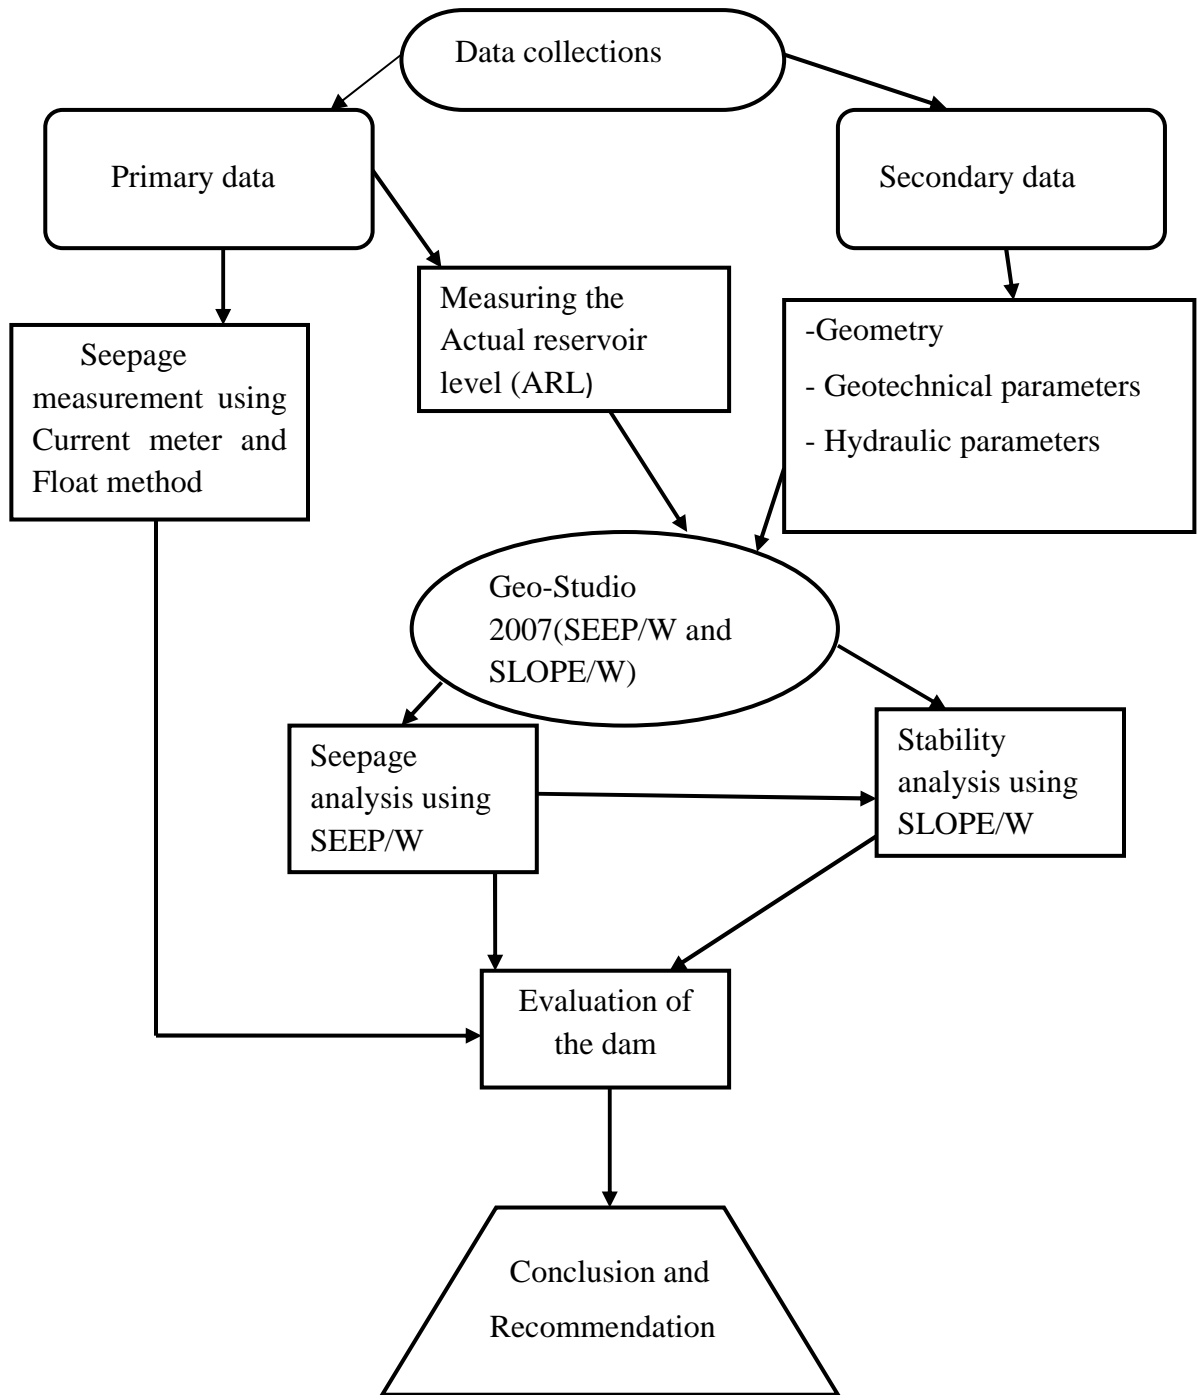 Data collections
Primary data
Secondary data
Measuring the
Actual reservoir
level (ARL)
-Geometry
- Geotechnical parameters
- Hydraulic parameters
Seepage
measurement using
Current meter and
Float method
Geo-Studio
2007(SEEP/W and
SLOPE/W)
Seepage
analysis using
SEEP/W
Stability
analysis using
SLOPE/W
Evaluation of
the dam
Conclusion and
Recommendation